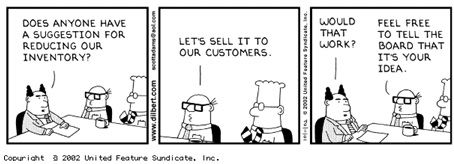 DOES ANYONE HAVE
A SUGGESTION FOR
REDUCING OUR
INVENTORY?
www.dilbert.com
scottadams@aol.com
LET'S SELL IT TO
OUR CUSTOMERS.
© 2002 United Feature Syndicate, Inc.
WOULD
THAT
WORK?
FEEL FREE
TO TELL THE
BOARD THAT
IT'S YOUR
IDEA.
Copyright © 2002 United Feature Syndicate, Inc.